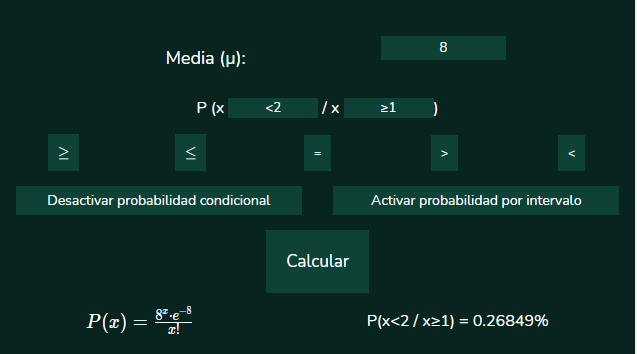 Media (μ): 8
P (x <2 / x ≥1 )
≥ ≤ = > <
Desactivar probabilidad condicional Activar probabilidad por intervalo
Calcular
P(x) = \frac{8^x \cdot e^{-8}}{x!} P(x<2 / x≥1) = 0.26849%